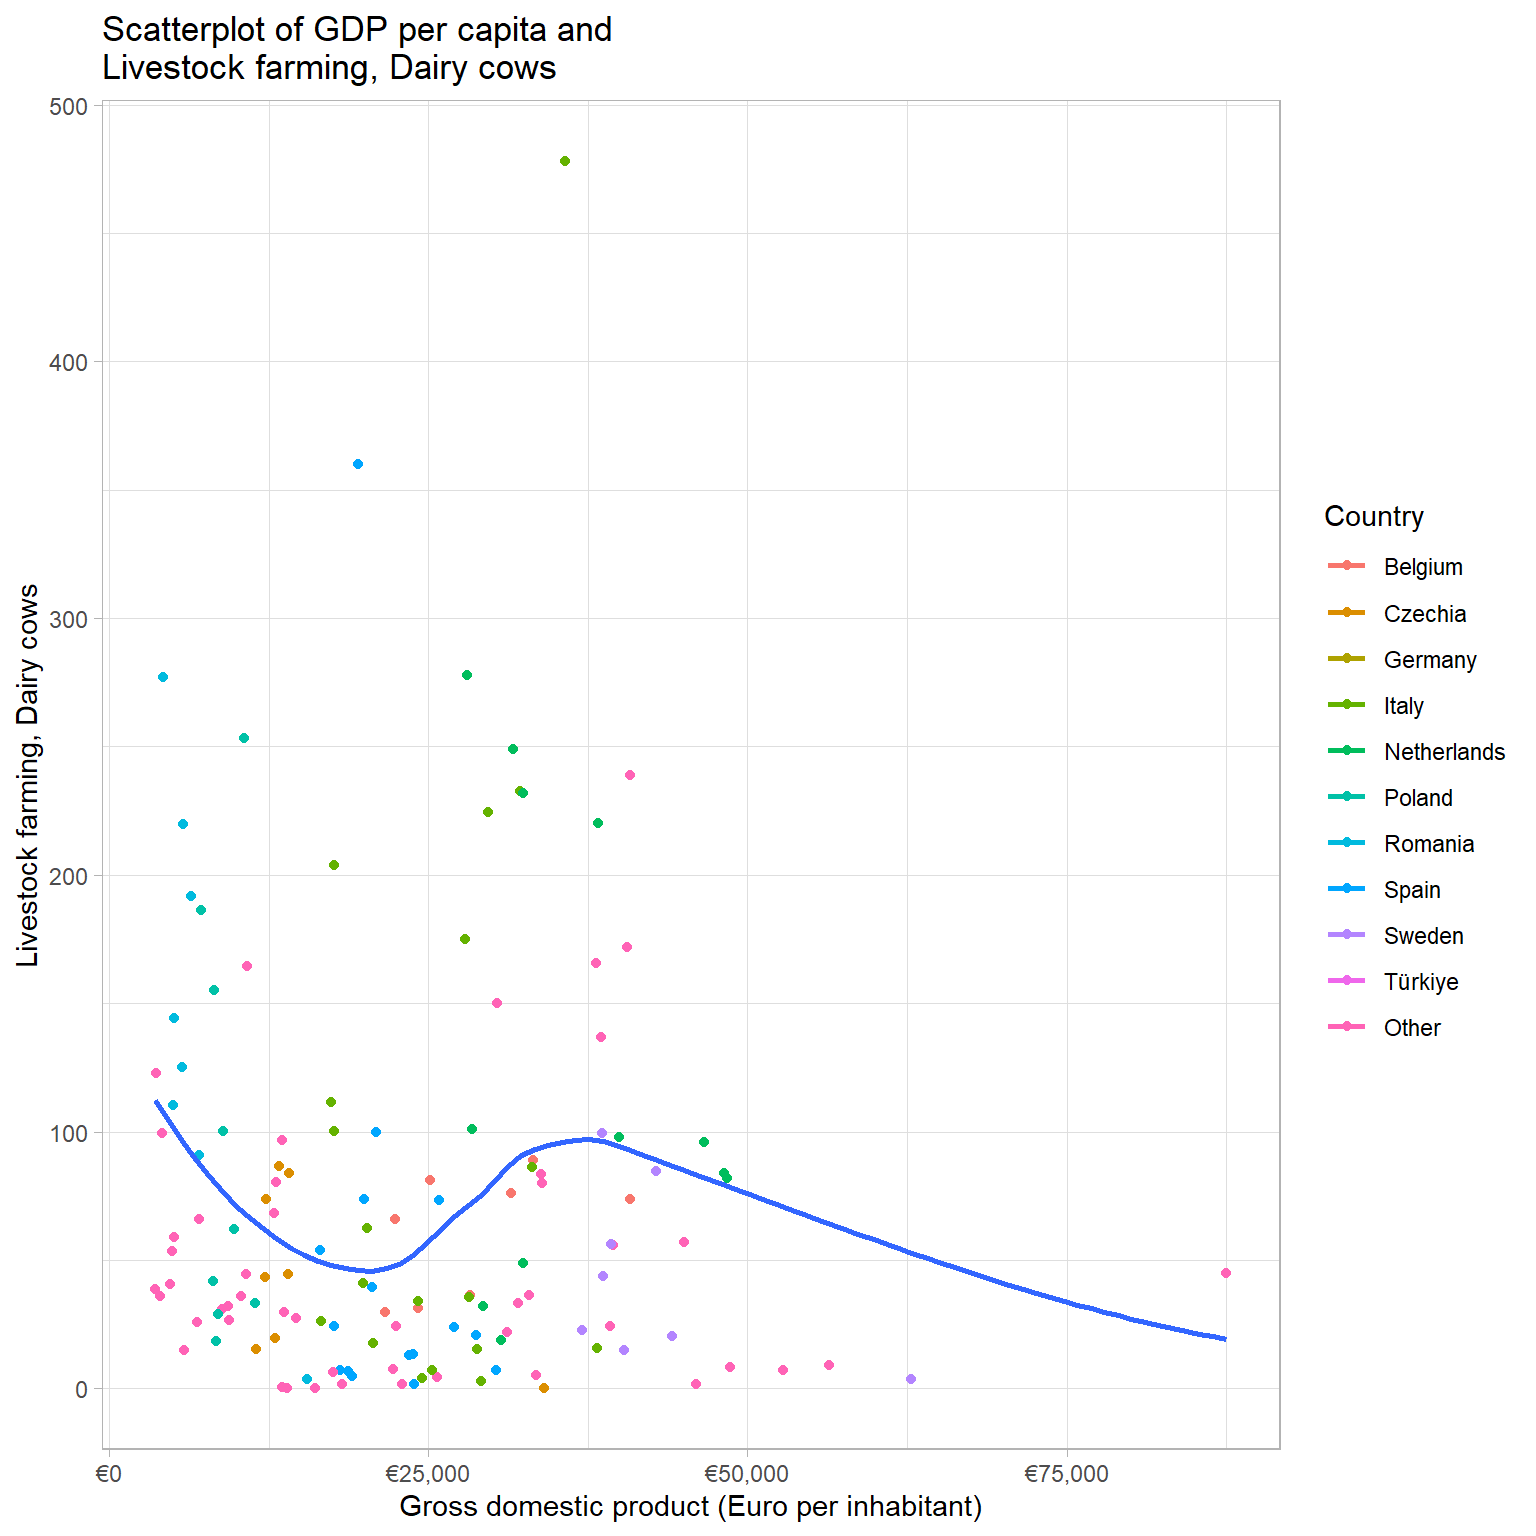 Scatterplot of GDP per capita and
Livestock farming, Dairy cows
500
400
300
200
100
0
Livestock farming, Dairy cows
€0
€25,000
€50,000
€75,000
Gross domestic product (Euro per inhabitant)
Country
Belgium
Czechia
Germany
Italy
Netherlands
Poland
Romania
Spain
Sweden
Türkiye
Other